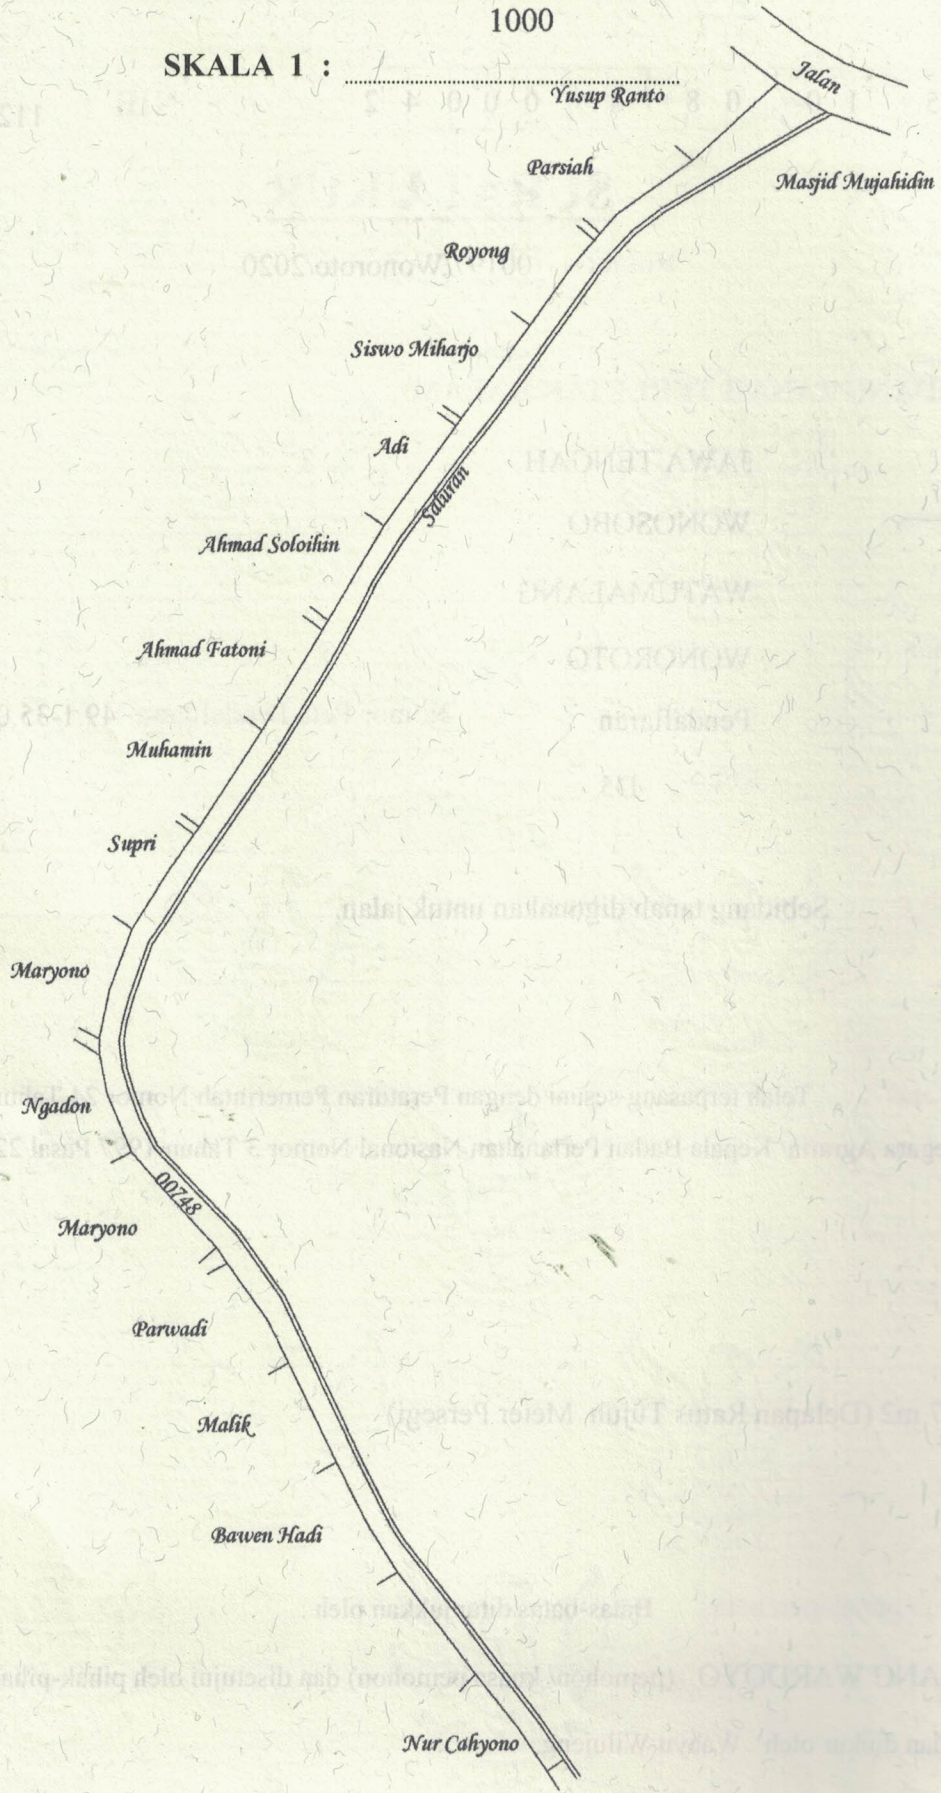 1000
SKALA 1 :
Jalan
Yusup Ranto
Parsiah
Masjid Mujahidin
Royong
Siswo Miharjo
Adi
Saluran
Ahmad Soloihin
Ahmad Fatoni
Muhamin
Supri
Maryono
Ngadon
00748
Maryono
Parwadi
Malik
Bawen Hadi
Nur Cahyono